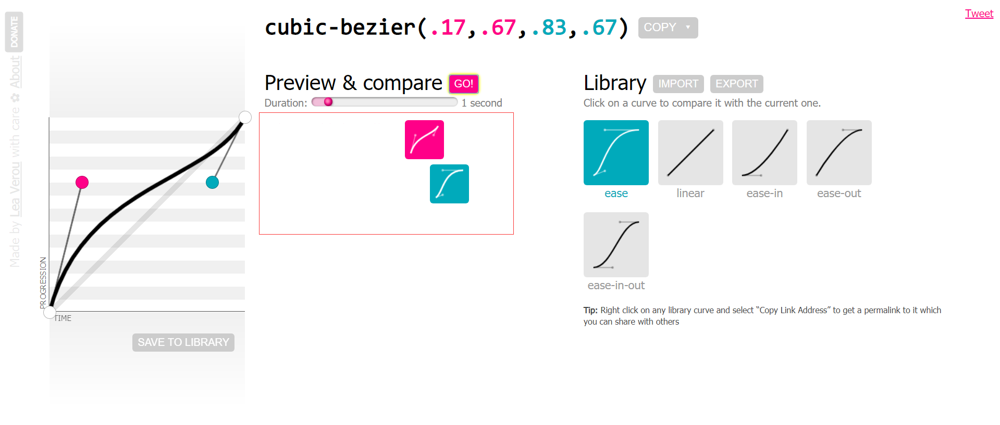 DONATE
Made by Lea Verou with care ✿ About
cubic-bezier(.17,.67,.83,.67)
COPY ▼
Tweet
Preview & compare GO!
Duration: 1 second
Library IMPORT EXPORT
Click on a curve to compare it with the current one.
ease
linear
ease-in
ease-out
ease-in-out
Tip: Right click on any library curve and select “Copy Link Address” to get a permalink to it which
you can share with others
PROGRESSION
TIME
SAVE TO LIBRARY